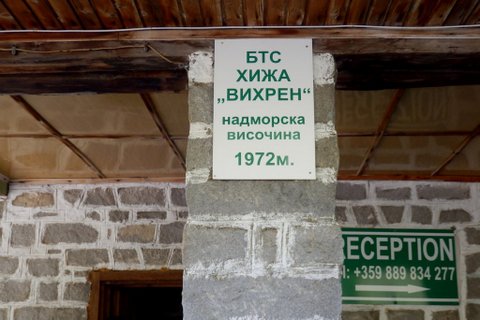 БТС
ХИЖА
„ВИХРЕН“
надморска
височина
1972м.
RECEPTION
+359 889 834 277